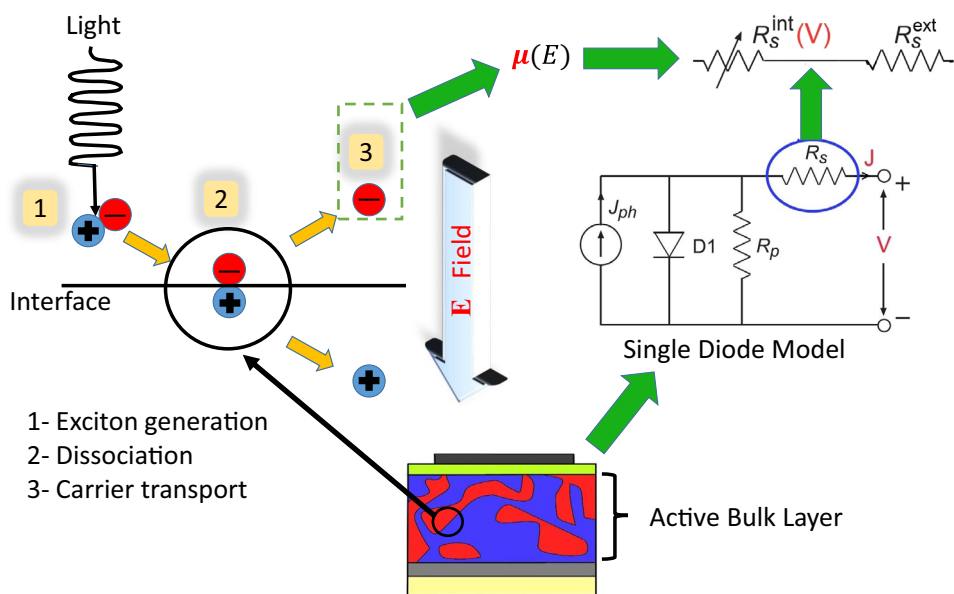 Light
1
2
3
Interface
E Field
μ(E)
R_s^int(V)
R_s^ext
R_s
J
+
J_ph
D1
R_p
V
−
Single Diode Model
1- Exciton generation
2- Dissociation
3- Carrier transport
Active Bulk Layer